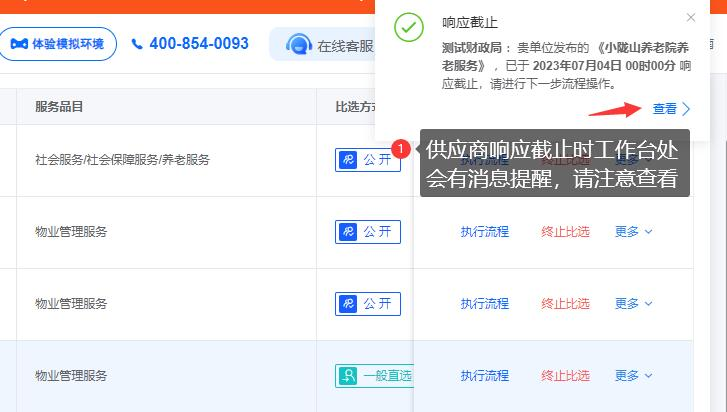 体验模拟环境
400-854-0093
在线客服
响应截止
测试财政局 ：贵单位发布的 《小陇山养老院养
老服务》 ，已于 2023年07月04日 00时00分 响
应截止，请进行下一步流程操作。
查看
服务品目
比选方式
社会服务/社会保障服务/养老服务
公开
1
供应商响应截止时工作台处
会有消息提醒，请注意查看
物业管理服务
公开
执行流程
终止比选
更多
物业管理服务
公开
执行流程
终止比选
更多
物业管理服务
一般直选
执行流程
终止比选
更多